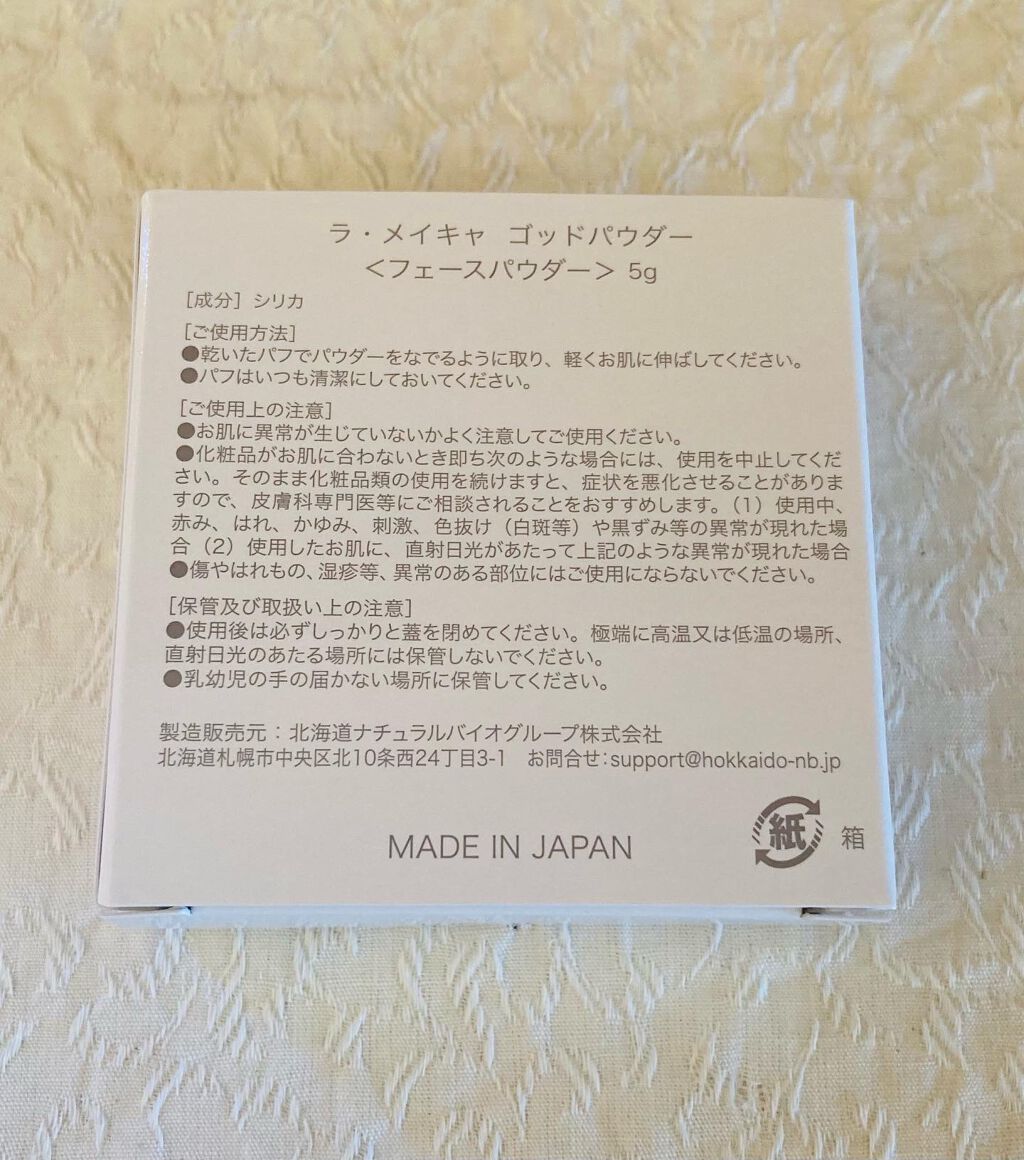 ラ・メイキャ ゴッドパウダー
＜フェースパウダー＞ 5g
［成分］シリカ
［ご使用方法］
●乾いたパフでパウダーをなでるように取り、軽くお肌に伸ばしてください。
●パフはいつも清潔にしておいてください。
［ご使用上の注意］
●お肌に異常が生じていないかよく注意してご使用ください。
●化粧品がお肌に合わないとき即ち次のような場合には、使用を中止してくだ
さい。そのまま化粧品類の使用を続けますと、症状を悪化させることがありま
すので、皮膚科専門医等にご相談されることをおすすめします。（1）使用中、
赤み、はれ、かゆみ、刺激、色抜け（白斑等）や黒ずみ等の異常が現れた場
合（2）使用したお肌に、直射日光があたって上記のような異常が現れた場合
●傷やはれもの、湿疹等、異常のある部位にはご使用にならないでください。
［保管及び取扱い上の注意］
●使用後は必ずしっかりと蓋を閉めてください。極端に高温又は低温の場所、
直射日光のあたる場所には保管しないでください。
●乳幼児の手の届かない場所に保管してください。
製造販売元：北海道ナチュラルバイオグループ株式会社
北海道札幌市中央区北10条西24丁目3-1 お問合せ：support@hokkaido-nb.jp
MADE IN JAPAN
紙 箱